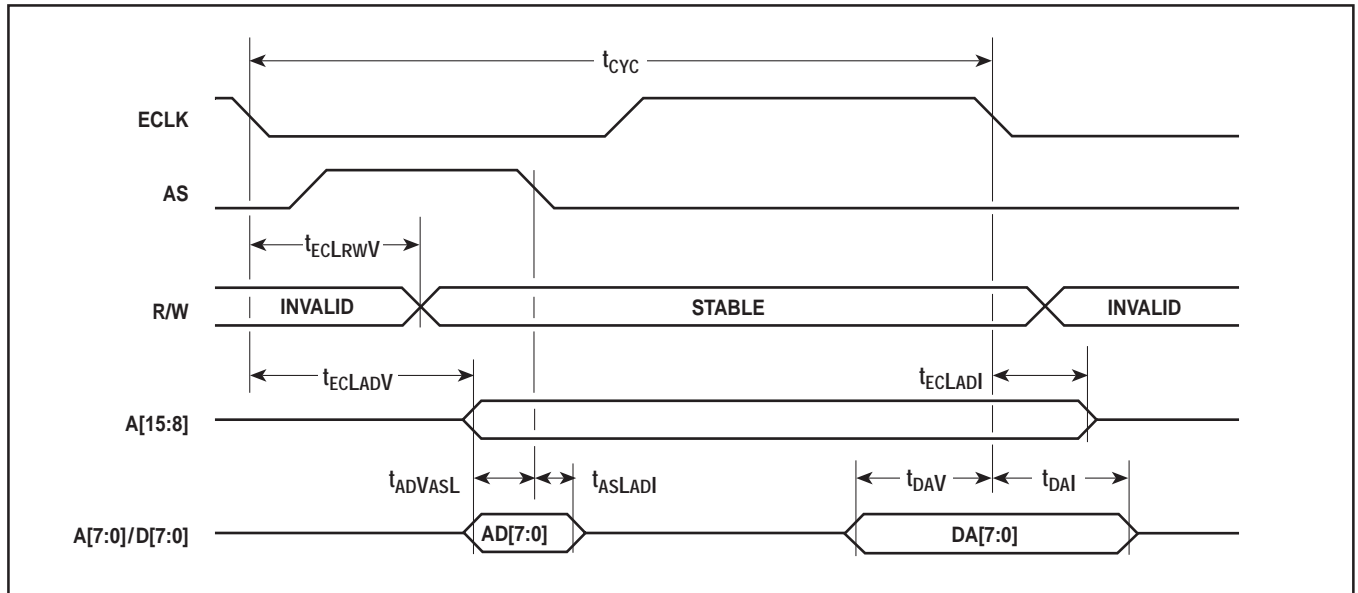 tCYC
ECLK
AS
tECLRWV
R/W INVALID STABLE INVALID
tECLADV tECLADI
A[15:8]
tADVASL tASLADI tDAV tDAI
A[7:0]/D[7:0] AD[7:0] DA[7:0]